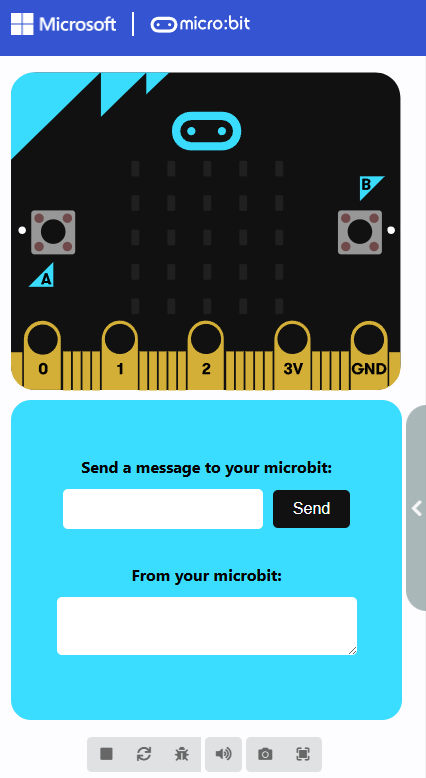 Microsoft | micro:bit
B
A
0 1 2 3V GND
Send a message to your microbit:
Send
From your microbit: